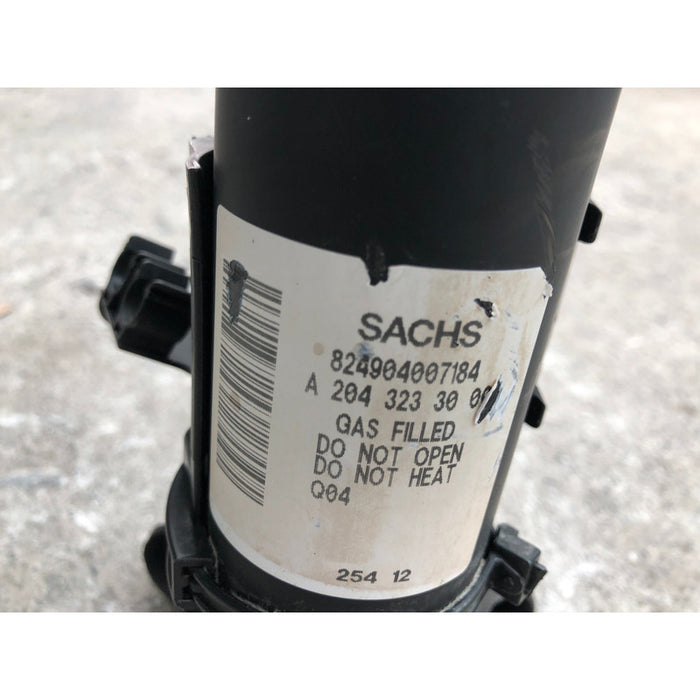 SACHS
824904007184
A 204 323 30
GAS FILLED
DO NOT OPEN
DO NOT HEAT
Q04
254 12